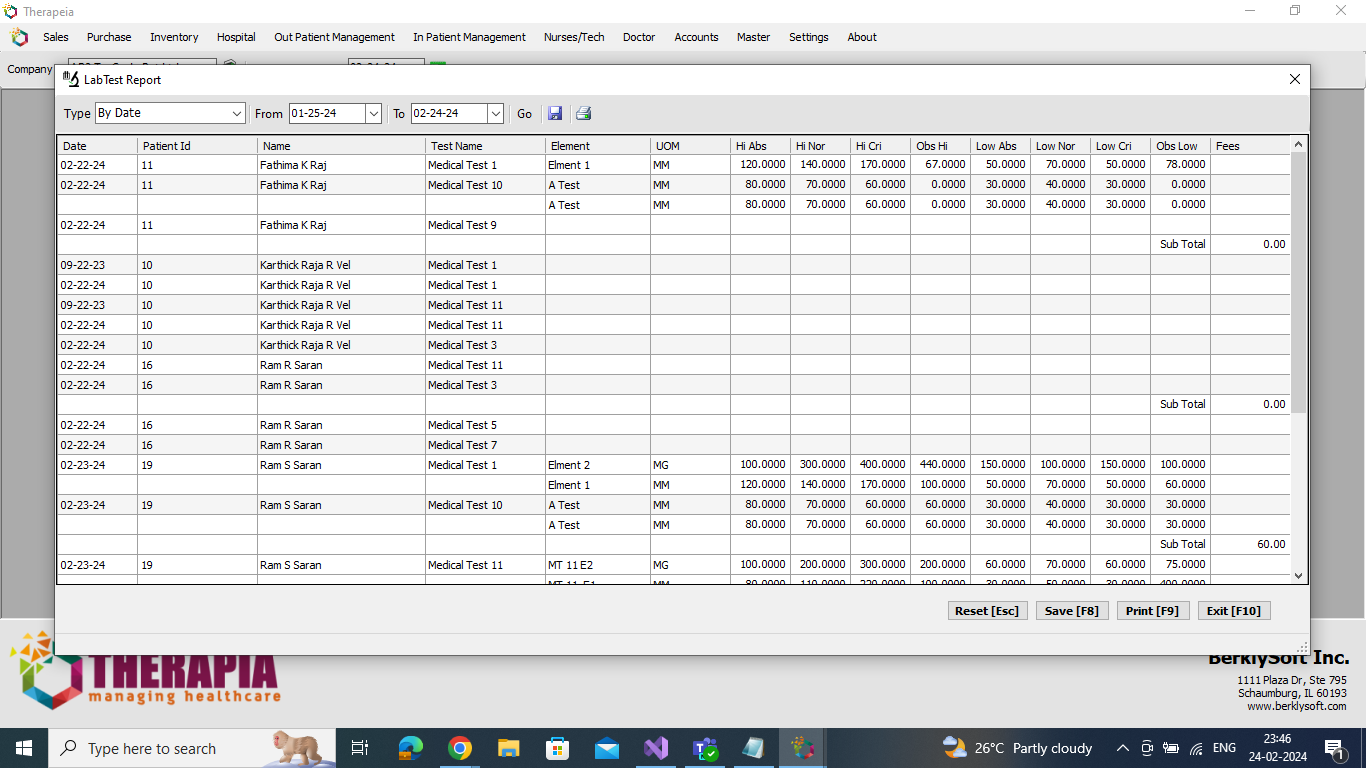 Therapeia
Sales Purchase Inventory Hospital Out Patient Management In Patient Management Nurses/Tech Doctor Accounts Master Settings About
Company
LabTest Report
Type By Date From 01-25-24 To 02-24-24 Go
Date Patient Id Name Test Name Element UOM Hi Abs Hi Nor Hi Cri Obs Hi Low Abs Low Nor Low Cri Obs Low Fees
02-22-24 11 Fathima K Raj Medical Test 1 Elment 1 MM 120.0000 140.0000 170.0000 67.0000 50.0000 70.0000 50.0000 78.0000
02-22-24 11 Fathima K Raj Medical Test 10 A Test MM 80.0000 70.0000 60.0000 0.0000 30.0000 40.0000 30.0000 0.0000
A Test MM 80.0000 70.0000 60.0000 0.0000 30.0000 40.0000 30.0000 0.0000
02-22-24 11 Fathima K Raj Medical Test 9
Sub Total 0.00
09-22-23 10 Karthick Raja R Vel Medical Test 1
02-22-24 10 Karthick Raja R Vel Medical Test 1
09-22-23 10 Karthick Raja R Vel Medical Test 11
02-22-24 10 Karthick Raja R Vel Medical Test 11
02-22-24 10 Karthick Raja R Vel Medical Test 3
02-22-24 16 Ram R Saran Medical Test 11
02-22-24 16 Ram R Saran Medical Test 3
Sub Total 0.00
02-22-24 16 Ram R Saran Medical Test 5
02-22-24 16 Ram R Saran Medical Test 7
02-23-24 19 Ram S Saran Medical Test 1 Elment 2 MG 100.0000 300.0000 400.0000 440.0000 150.0000 100.0000 150.0000 100.0000
Elment 1 MM 120.0000 140.0000 170.0000 100.0000 50.0000 70.0000 50.0000 60.0000
02-23-24 19 Ram S Saran Medical Test 10 A Test MM 80.0000 70.0000 60.0000 60.0000 30.0000 40.0000 30.0000 30.0000
A Test MM 80.0000 70.0000 60.0000 60.0000 30.0000 40.0000 30.0000 30.0000
Sub Total 60.00
02-23-24 19 Ram S Saran Medical Test 11 MT 11 E2 MG 100.0000 200.0000 300.0000 200.0000 60.0000 70.0000 60.0000 75.0000
Reset [Esc] Save [F8] Print [F9] Exit [F10]
THERAPIA
managing healthcare
BerklySoft Inc.
1111 Plaza Dr, Ste 795
Schaumburg, IL 60193
www.berklysoft.com
Type here to search
26°C Partly cloudy
ENG
23:46
24-02-2024
1